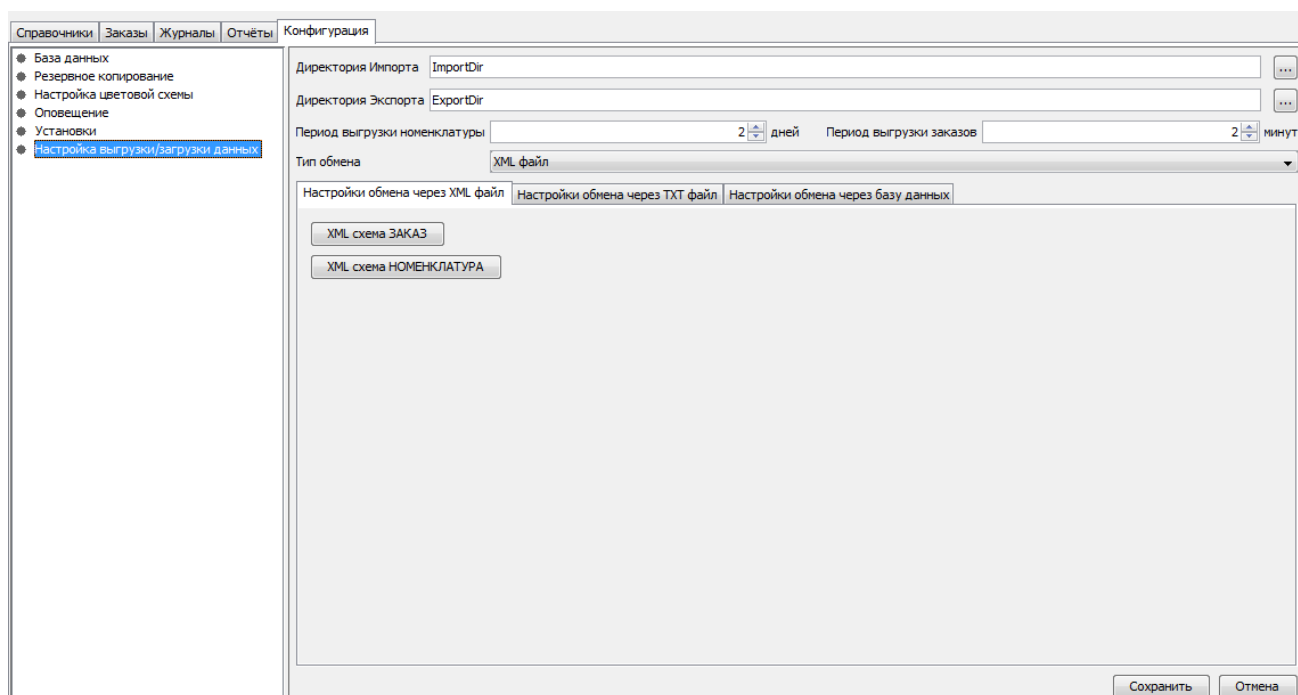 Справочники Заказы Журналы Отчёты Конфигурация
База данных
Резервное копирование
Настройка цветовой схемы
Оповещение
Установки
Настройка выгрузки/загрузки данных
Директория Импорта ImportDir ...
Директория Экспорта ExportDir ...
Период выгрузки номенклатуры 2 дней Период выгрузки заказов 2 минут
Тип обмена XML файл
Настройки обмена через XML файл Настройки обмена через TXT файл Настройки обмена через базу данных
XML схема ЗАКАЗ
XML схема НОМЕНКЛАТУРА
Сохранить Отмена